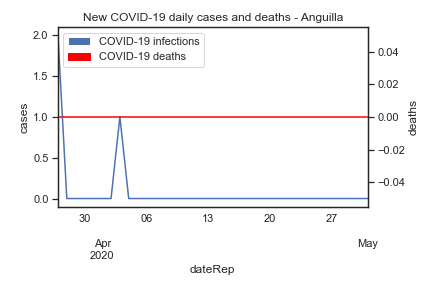 New COVID-19 daily cases and deaths - Anguilla
COVID-19 infections
COVID-19 deaths
2.0
1.5
1.0
0.5
0.0
cases
0.04
0.02
0.00
−0.02
−0.04
deaths
30 06 13 20 27
Apr May
2020
dateRep